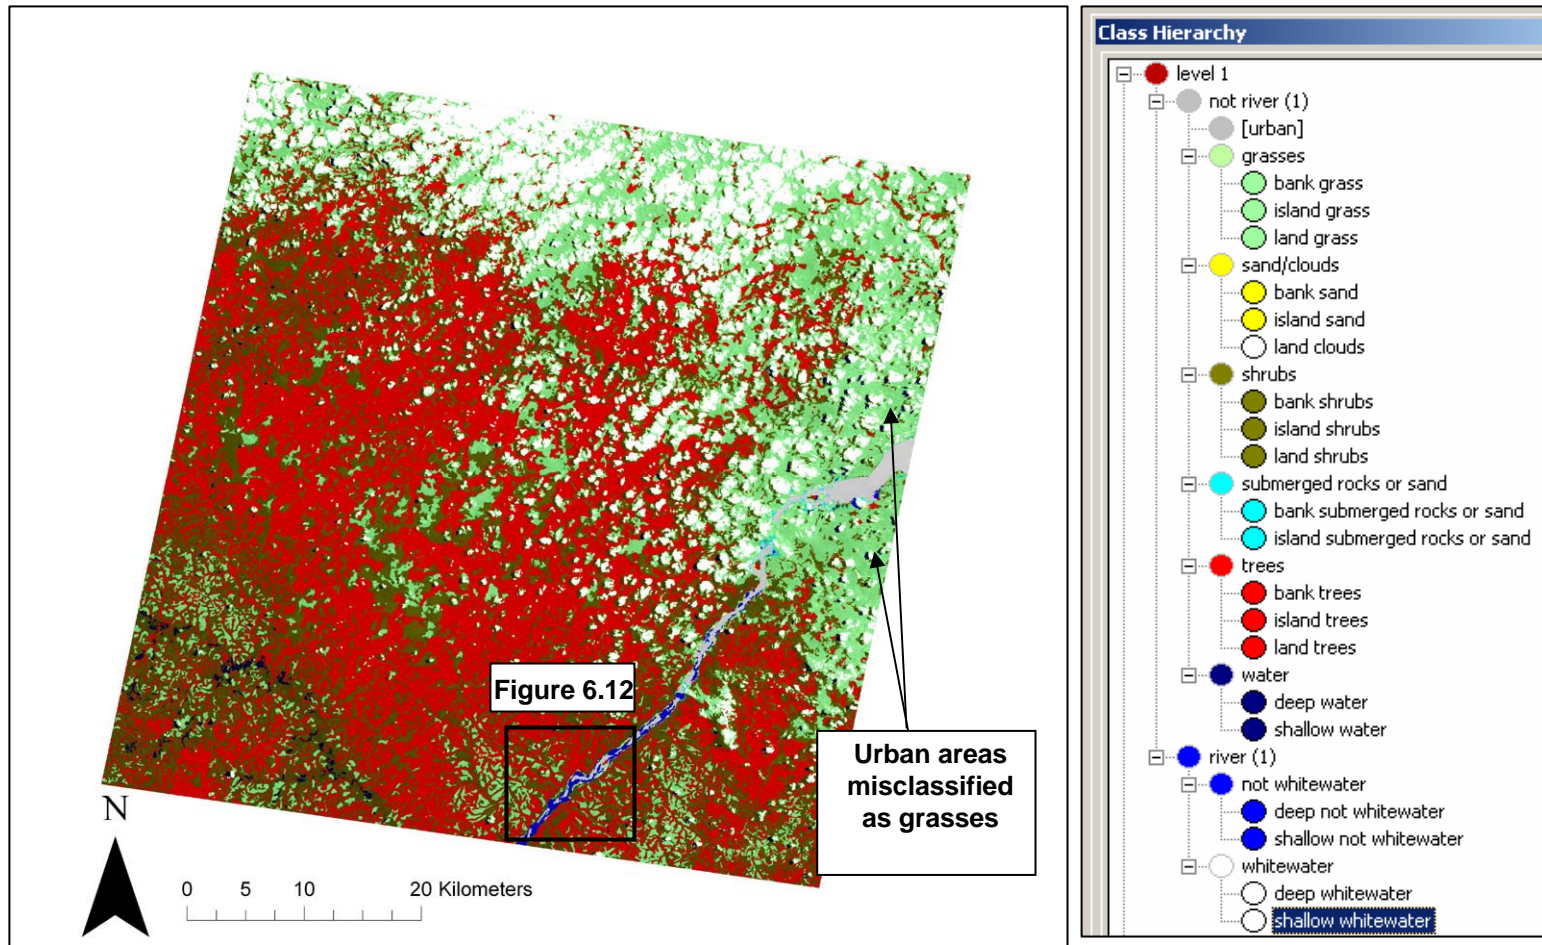 Figure 6.12
Urban areas
misclassified
as grasses
N
0 5 10 20 Kilometers
Class Hierarchy
level 1
not river (1)
[urban]
grasses
bank grass
island grass
land grass
sand/clouds
bank sand
island sand
land clouds
shrubs
bank shrubs
island shrubs
land shrubs
submerged rocks or sand
bank submerged rocks or sand
island submerged rocks or sand
trees
bank trees
island trees
land trees
water
deep water
shallow water
river (1)
not whitewater
deep not whitewater
shallow not whitewater
whitewater
deep whitewater
shallow whitewater